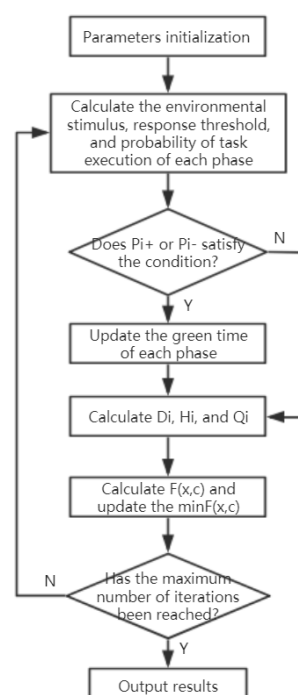 Parameters initialization
Calculate the environmental
stimulus, response threshold,
and probability of task
execution of each phase
Does Pi+ or Pi- satisfy
the condition?
N
Y
Update the green time
of each phase
Calculate Di, Hi, and Qi
Calculate F(x,c) and
update the minF(x,c)
N
Has the maximum
number of iterations
been reached?
Y
Output results